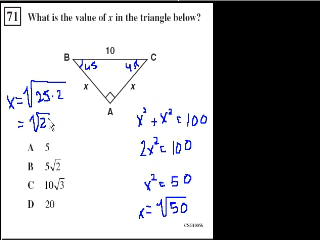 71 What is the value of x in the triangle below?
10
B 45 45 C
x x
A
x = √25·2
= √2
x² + x² = 100
2x² = 100
x² = 50
x = √50
A 5
B 5√2
C 10√3
D 20